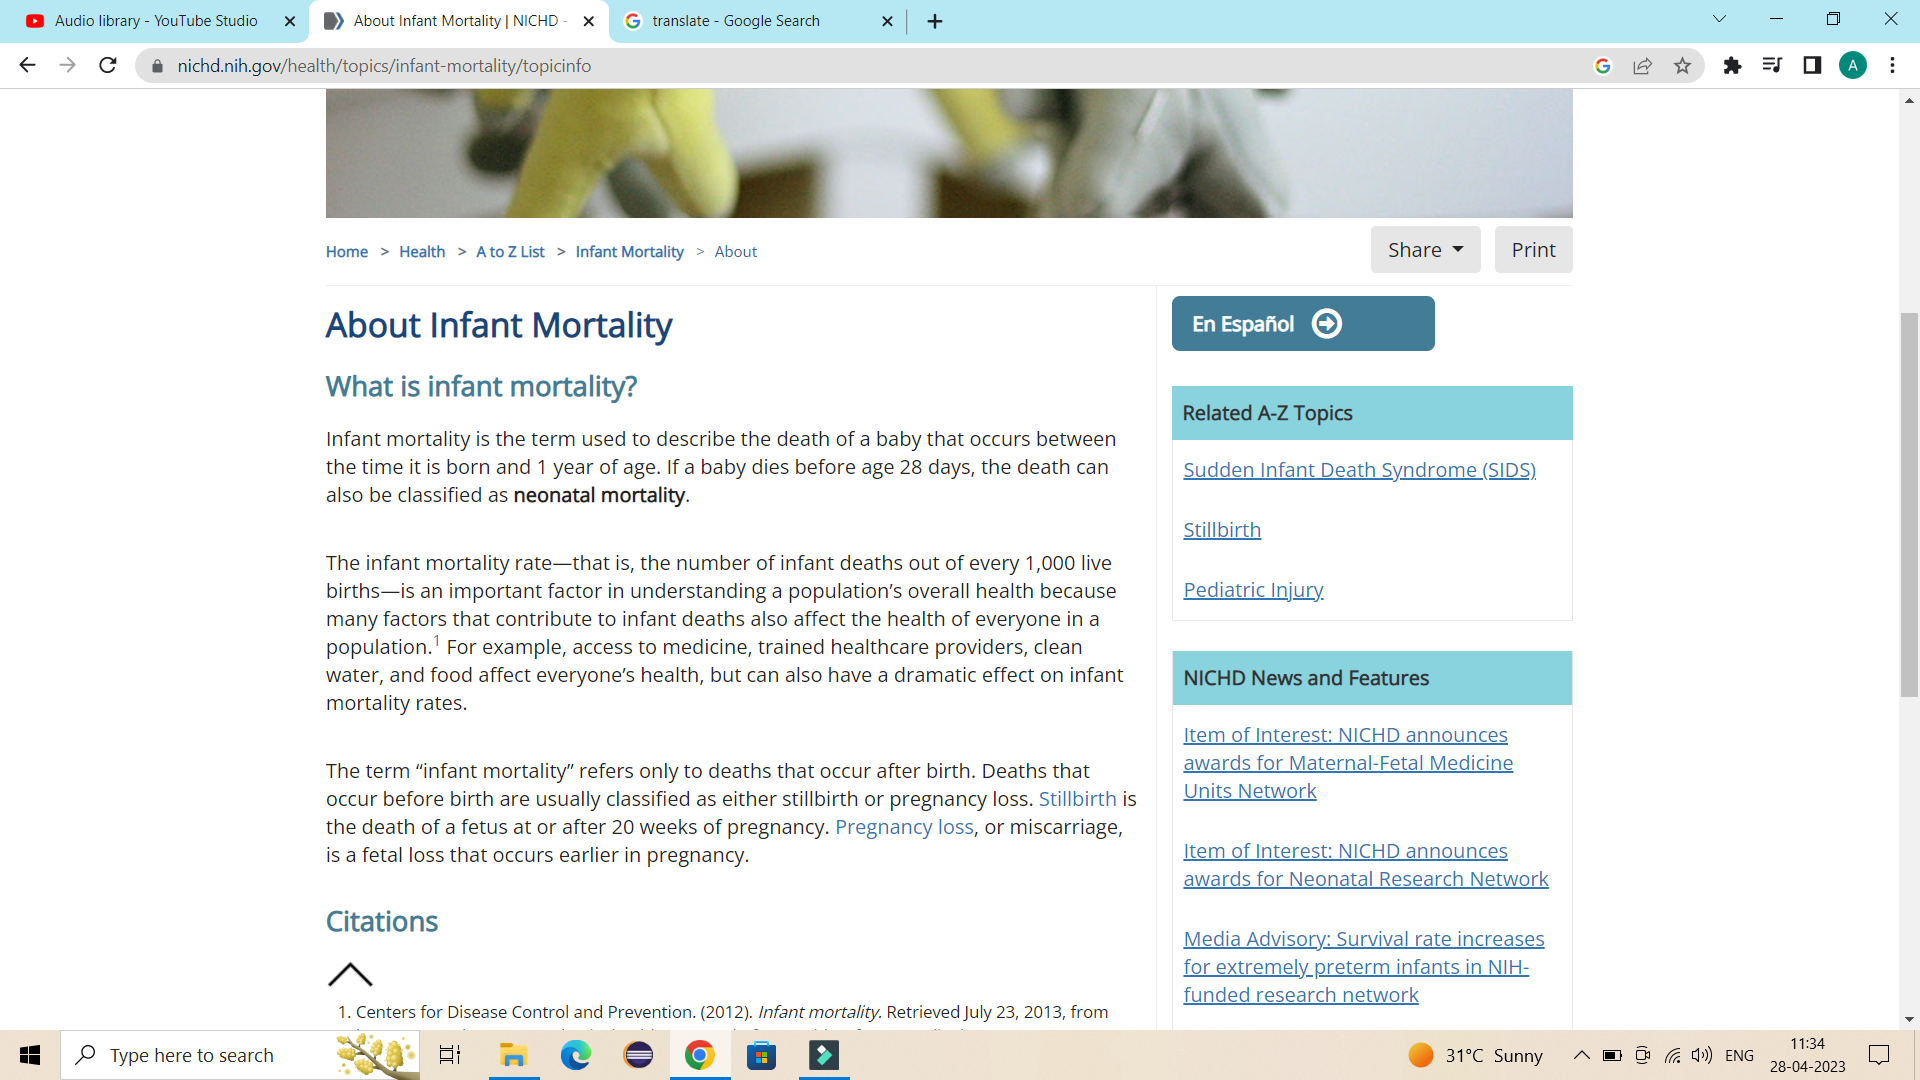 Audio library - YouTube Studio
About Infant Mortality | NICHD -
translate - Google Search
nichd.nih.gov/health/topics/infant-mortality/topicinfo
A
Home > Health > A to Z List > Infant Mortality > About
Share
Print
About Infant Mortality
What is infant mortality?
Infant mortality is the term used to describe the death of a baby that occurs between
the time it is born and 1 year of age. If a baby dies before age 28 days, the death can
also be classified as neonatal mortality.
The infant mortality rate—that is, the number of infant deaths out of every 1,000 live
births—is an important factor in understanding a population’s overall health because
many factors that contribute to infant deaths also affect the health of everyone in a
population.1 For example, access to medicine, trained healthcare providers, clean
water, and food affect everyone’s health, but can also have a dramatic effect on infant
mortality rates.
The term “infant mortality” refers only to deaths that occur after birth. Deaths that
occur before birth are usually classified as either stillbirth or pregnancy loss. Stillbirth is
the death of a fetus at or after 20 weeks of pregnancy. Pregnancy loss, or miscarriage,
is a fetal loss that occurs earlier in pregnancy.
Citations
1. Centers for Disease Control and Prevention. (2012). Infant mortality. Retrieved July 23, 2013, from
En Español
Related A-Z Topics
Sudden Infant Death Syndrome (SIDS)
Stillbirth
Pediatric Injury
NICHD News and Features
Item of Interest: NICHD announces
awards for Maternal-Fetal Medicine
Units Network
Item of Interest: NICHD announces
awards for Neonatal Research Network
Media Advisory: Survival rate increases
for extremely preterm infants in NIH-
funded research network
Type here to search
31°C Sunny
ENG
11:34
28-04-2023